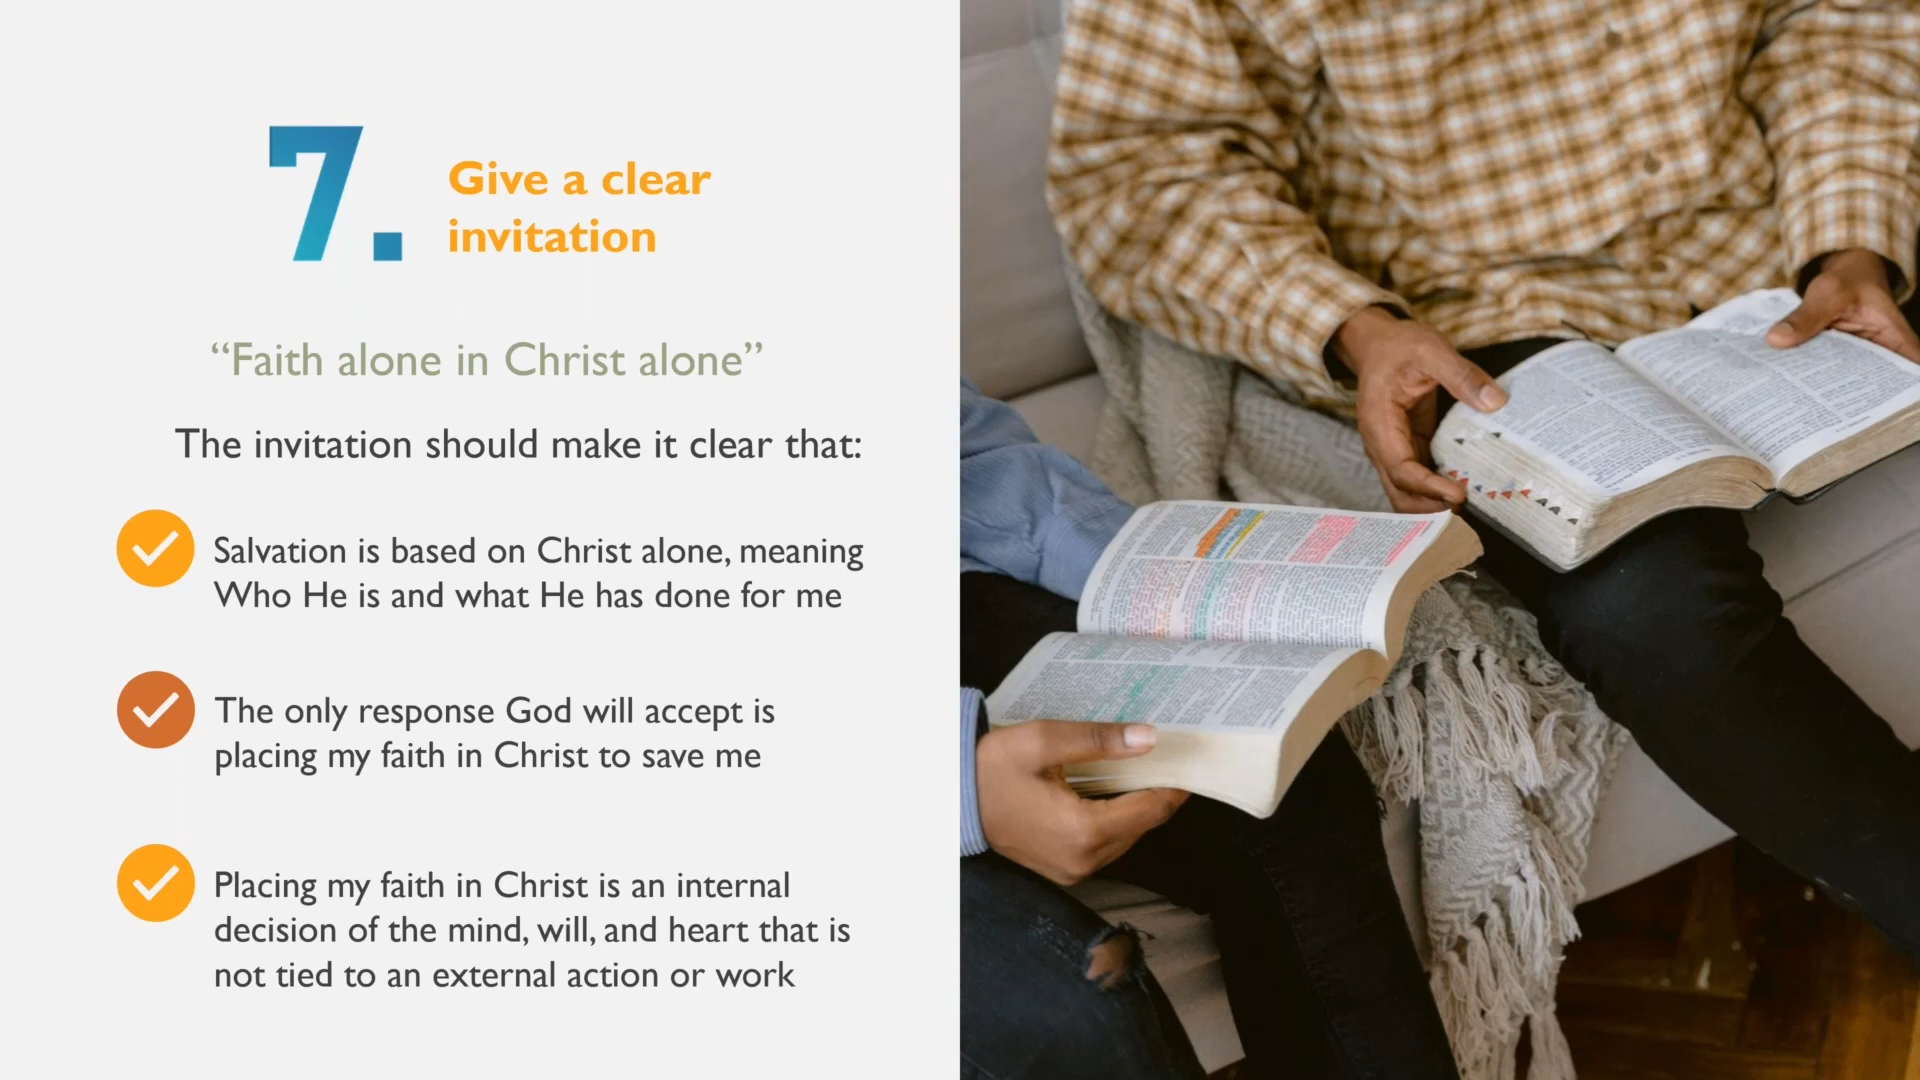 7.
Give a clear
invitation
“Faith alone in Christ alone”
The invitation should make it clear that:
Salvation is based on Christ alone, meaning
Who He is and what He has done for me
The only response God will accept is
placing my faith in Christ to save me
Placing my faith in Christ is an internal
decision of the mind, will, and heart that is
not tied to an external action or work